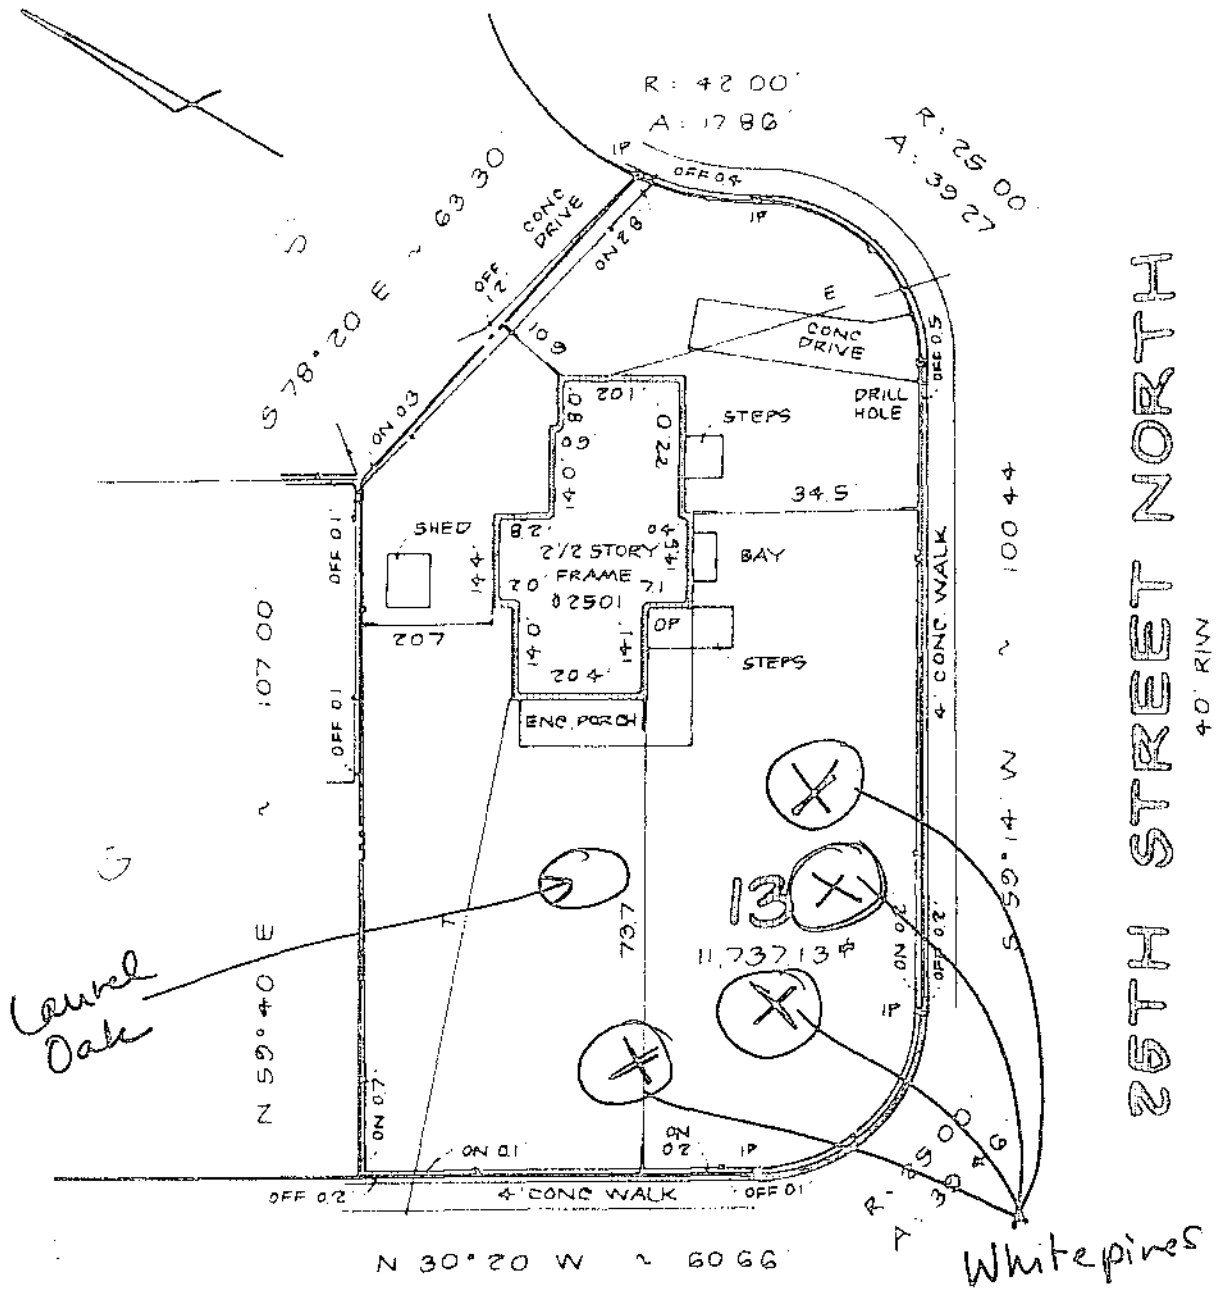 R: 42 00'
A: 17 86'
R: 25 00'
A: 39 27
IP
OFF 0.4
IP
S 78° 20 E ~ 63 30
CONC
DRIVE
ON 2.8
OFF
1.2
10 9
E
CONC
DRIVE
OFF 0.5
ON 0.3
DRILL
HOLE
STEPS
10.2
0.8
6.0
14 0
22.0
34.5'
SHED
OFF 0.1
14 4
8.2
2 1/2 STORY
FRAME
2501
0.4
14.5
7.1
2.0
BAY
20.7
14 0
14.1
20 4'
OP
STEPS
ENC. PORCH
OFF 0.1
4' CONC WALK
100 44
~
S 59° 14 W
25TH STREET NORTH
40' R/W
107 00
~
N 59° 40 E
G
T
73.7
13
11,737.13
ON 0.2
OFF 0.2'
IP
Laurel
Oak
ON 0.7'
ON 0.1
ON
0.2
IP
OFF 0.2
4' CONC WALK
OFF 0.1
R: 25 00
A: 39 46
N 30° 20 W ~ 60 66
Whitepines